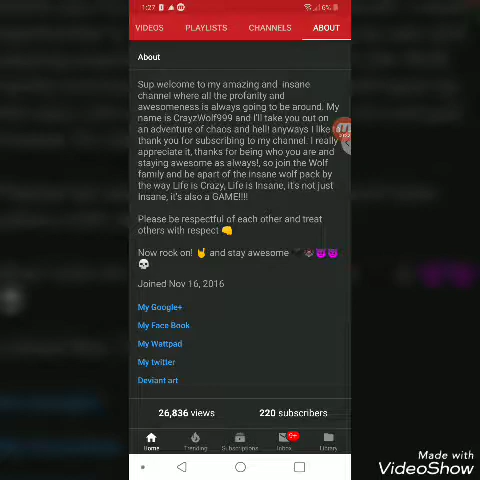 1:27
16%
VIDEOS PLAYLISTS CHANNELS ABOUT
About
Sup welcome to my amazing and insane
channel where all the profanity and
awesomeness is always going to be around. My
name is CrayzWolf999 and I'll take you out on
an adventure of chaos and hell! anyways I like
thank you for subscribing to my channel. I really
appreciate it, thanks for being who you are and
staying awesome as always!, so join the Wolf
family and be apart of the insane wolf pack by
the way Life is Crazy, Life is Insane, it's not just
Insane, it's also a GAME!!!!
Please be respectful of each other and treat
others with respect 👊
Now rock on! 🤘 and stay awesome 🖤🕷😈😈
💀
Joined Nov 16, 2016
My Google+
My Face Book
My Wattpad
My twitter
Deviant art
26,836 views 220 subscribers
Home Trending Subscriptions Inbox Library
Made with
VideoShow